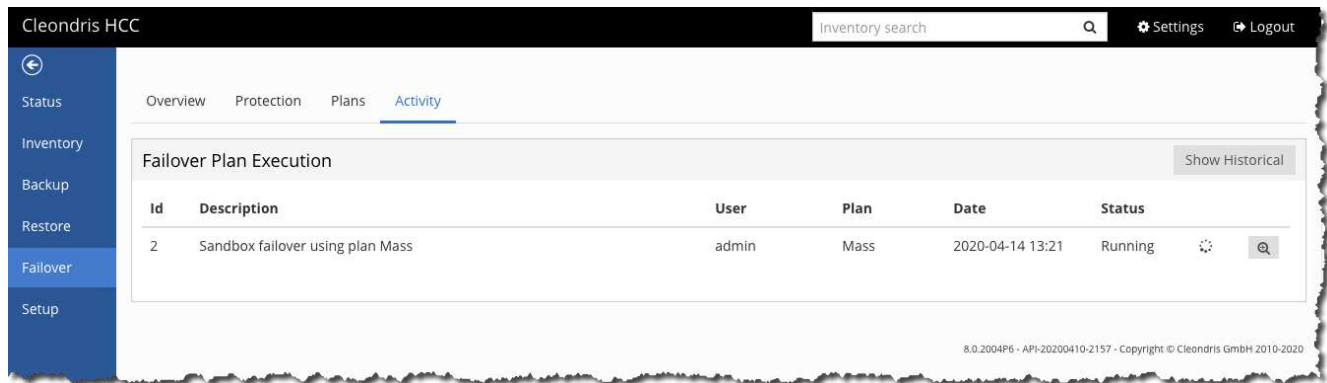 Cleondris HCC
Inventory search
Settings
Logout
Status
Inventory
Backup
Restore
Failover
Setup
Overview Protection Plans Activity
Failover Plan Execution
Show Historical
Id Description User Plan Date Status
2 Sandbox failover using plan Mass admin Mass 2020-04-14 13:21 Running
8.0.2004P6 - API-20200410-2157 - Copyright © Cleondris GmbH 2010-2020